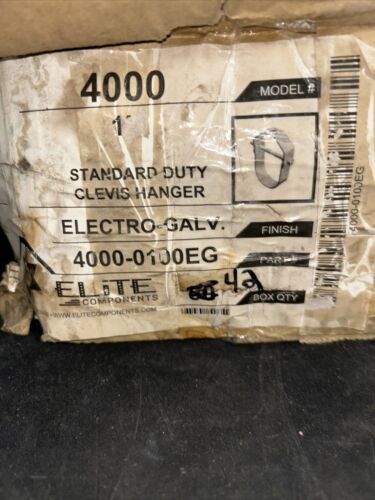 4000 MODEL #
1"
STANDARD DUTY
CLEVIS HANGER
ELECTRO-GALV. FINISH
4000-0100EG PART #
ELITE COMPONENTS 42 BOX QTY
WWW.ELITECOMPONENTS.COM
4000-0100EG